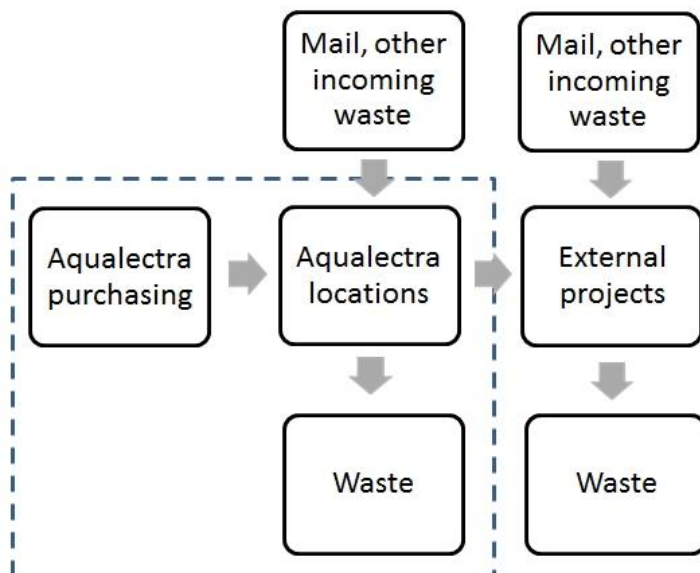 Mail, other
incoming
waste
Mail, other
incoming
waste
Aqualectra
purchasing
Aqualectra
locations
External
projects
Waste
Waste